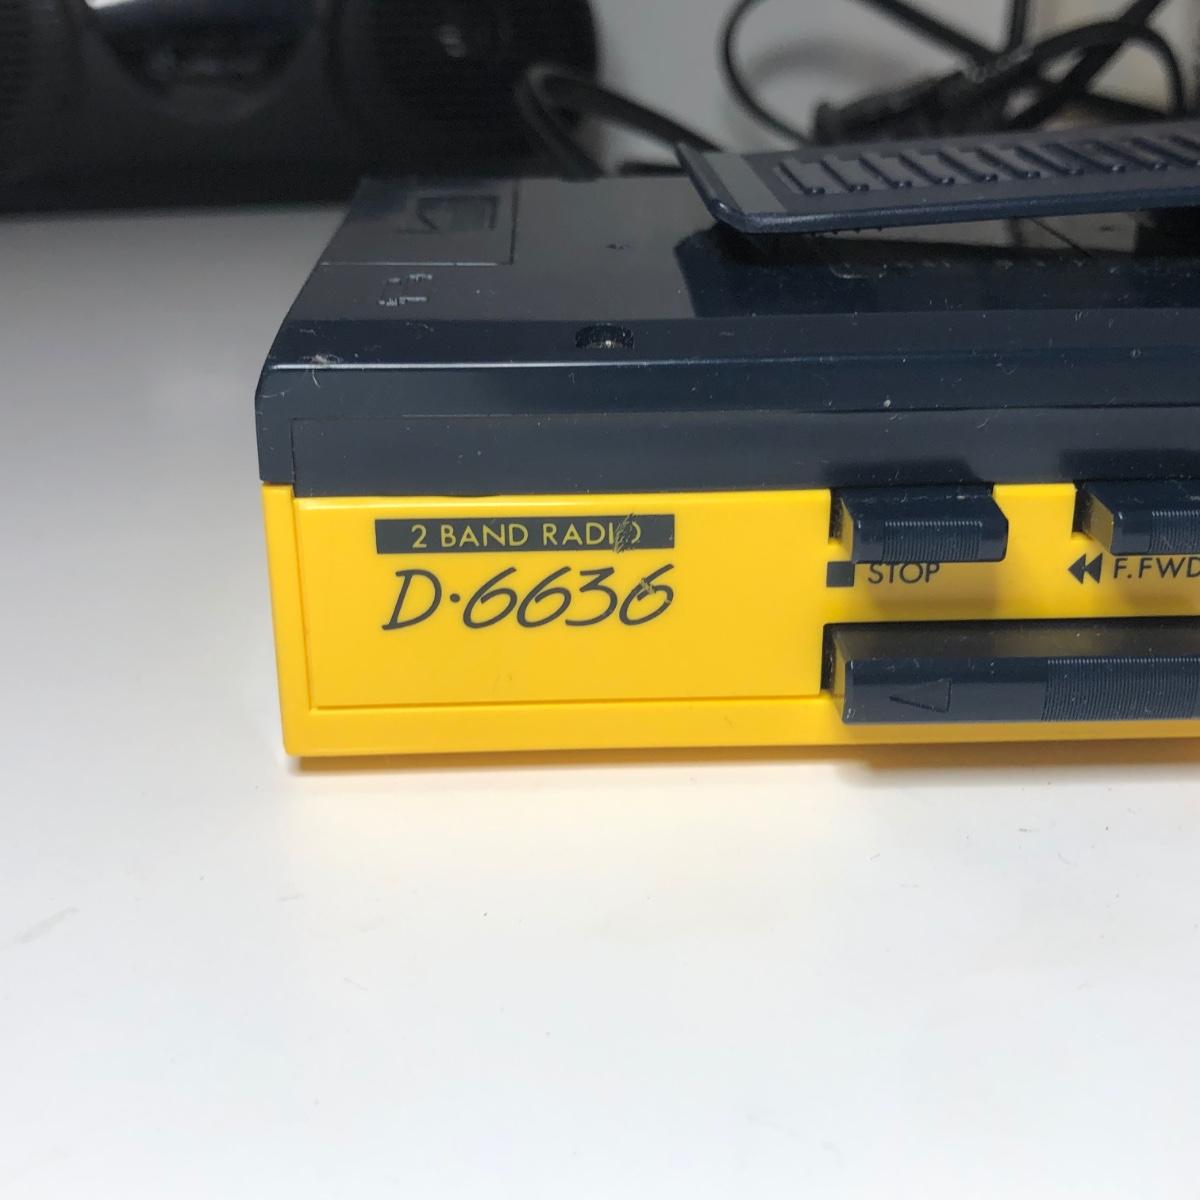 2 BAND RADIO
D·6636
■ STOP
◀◀ F.FWD